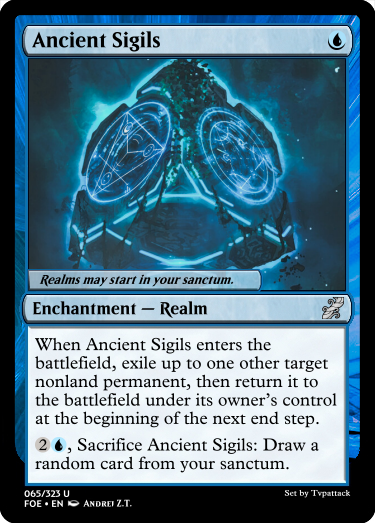 Ancient Sigils
Realms may start in your sanctum.
Enchantment — Realm
When Ancient Sigils enters the
battlefield, exile up to one other target
nonland permanent, then return it to
the battlefield under its owner's control
at the beginning of the next end step.
2, Sacrifice Ancient Sigils: Draw a
random card from your sanctum.
065/323 U
Set by Tvpattack
FOE • EN Andrei Z.T.